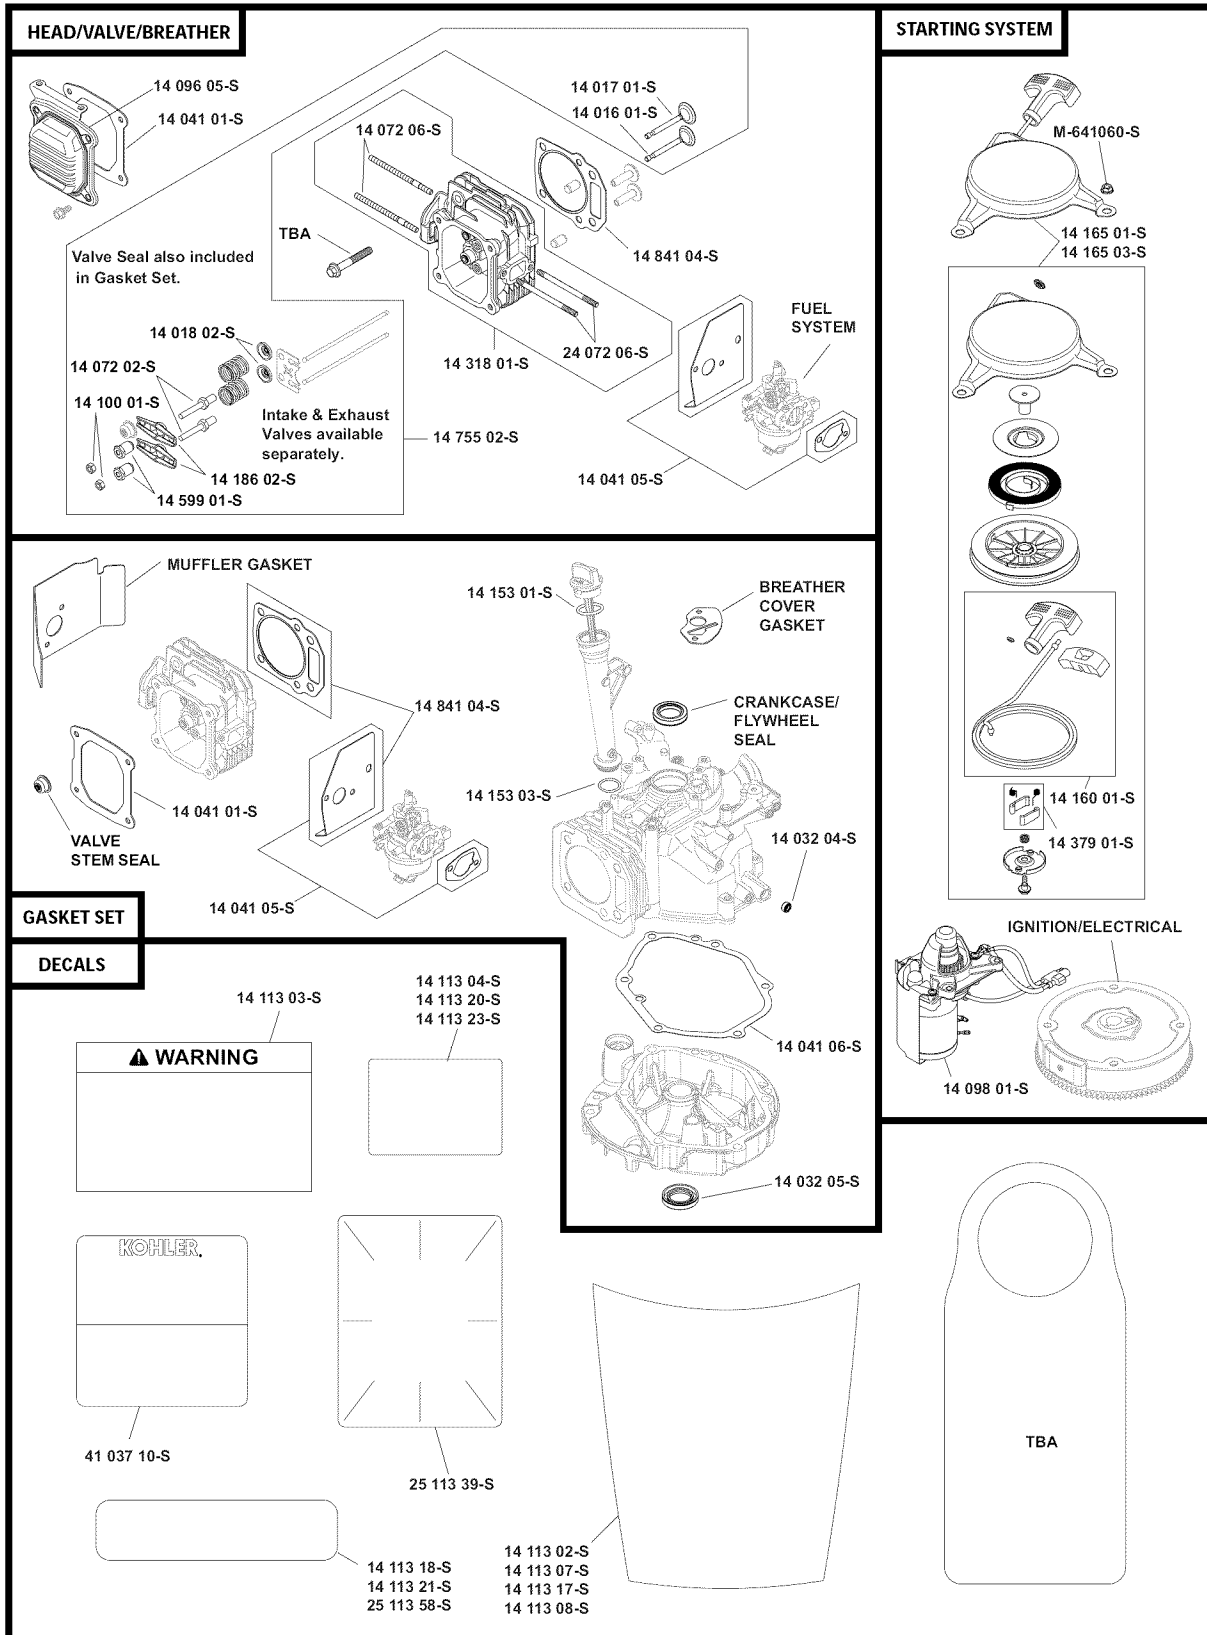 HEAD/VALVE/BREATHER
14 096 05-S
14 041 01-S
14 072 06-S
14 017 01-S
14 016 01-S
TBA
14 841 04-S
Valve Seal also included
in Gasket Set.
14 018 02-S
14 072 02-S
14 100 01-S
Intake & Exhaust
Valves available
separately.
14 186 02-S
14 599 01-S
14 755 02-S
14 318 01-S
24 072 06-S
FUEL
SYSTEM
14 041 05-S
STARTING SYSTEM
M-641060-S
14 165 01-S
14 165 03-S
14 160 01-S
14 379 01-S
IGNITION/ELECTRICAL
14 098 01-S
MUFFLER GASKET
14 153 01-S
BREATHER
COVER
GASKET
14 841 04-S
CRANKCASE/
FLYWHEEL
SEAL
14 153 03-S
14 041 01-S
VALVE
STEM SEAL
14 032 04-S
14 041 05-S
GASKET SET
14 041 06-S
14 032 05-S
DECALS
14 113 03-S
14 113 04-S
14 113 20-S
14 113 23-S
⚠ WARNING
KOHLER.
41 037 10-S
25 113 39-S
14 113 18-S
14 113 21-S
25 113 58-S
14 113 02-S
14 113 07-S
14 113 17-S
14 113 08-S
TBA